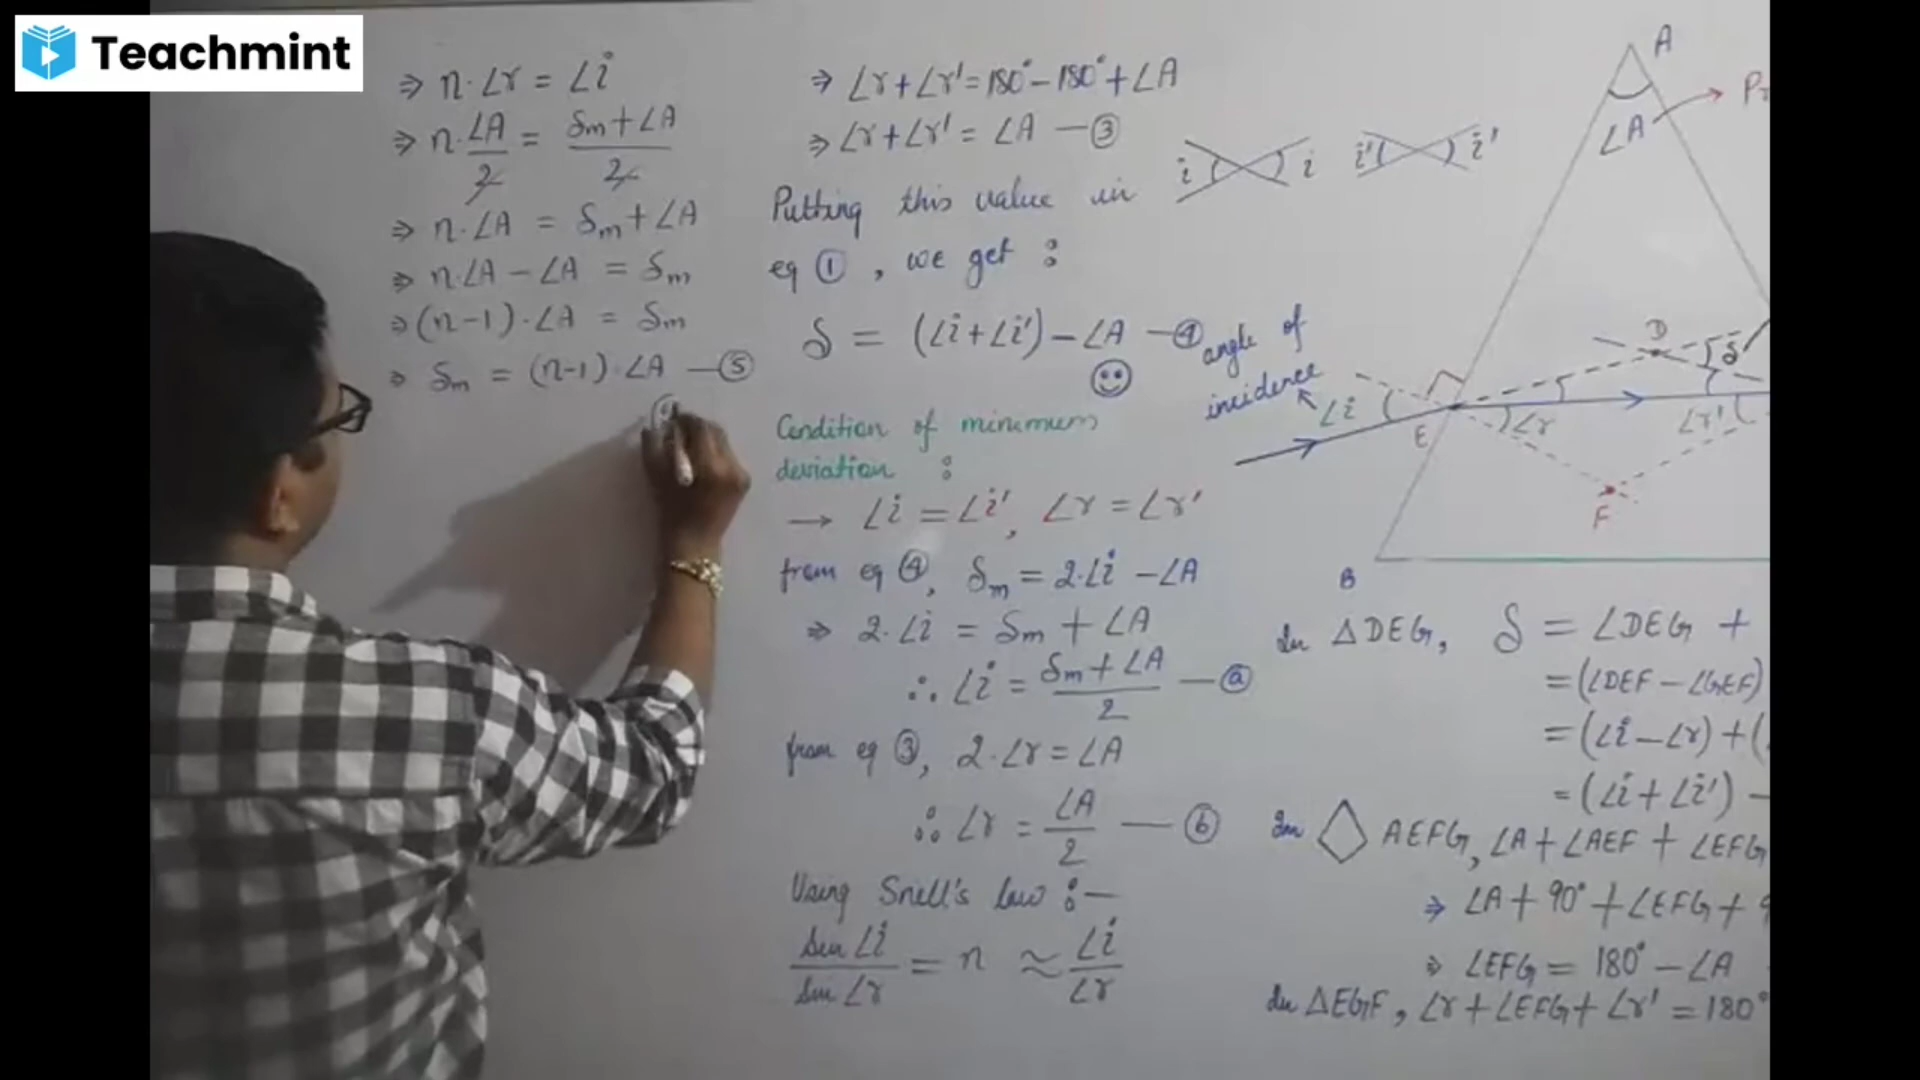 Teachmint
⇒ n·∠r = ∠i
⇒ n·∠A/2 = δm+∠A/2
⇒ n·∠A = δm+∠A
⇒ n·∠A − ∠A = δm
⇒ (n−1)·∠A = δm
⇒ δm = (n−1)·∠A —⑤
⇒ ∠r+∠r' = 180°−180°+∠A
⇒ ∠r+∠r' = ∠A —③
Putting this value in
eq ①, we get :
δ = (∠i+∠i')−∠A —④
Condition of minimum
deviation :
→ ∠i = ∠i', ∠r = ∠r'
from eq ④, δm = 2·∠i −∠A
⇒ 2·∠i = δm + ∠A
∴ ∠i = δm+∠A/2 —ⓐ
from eq ③, 2·∠r = ∠A
∴ ∠r = ∠A/2 —ⓑ
Using Snell's law :—
Sin ∠i/Sin ∠r = n ≈ ∠i/∠r
i i i' i'
A
∠A
angle of
incidence
∠i
E
∠r
∠r'
D
δ
F
B
In △DEG, δ = ∠DEG +
=(∠DEF − ∠GEF)
=(∠i−∠r)+(
=(∠i+∠i') −
In ◇ AEFG, ∠A+∠AEF + ∠EFG
⇒ ∠A+90°+∠EFG+
⇒ ∠EFG = 180° −∠A
In △EGF, ∠r+∠EFG+∠r' = 180°